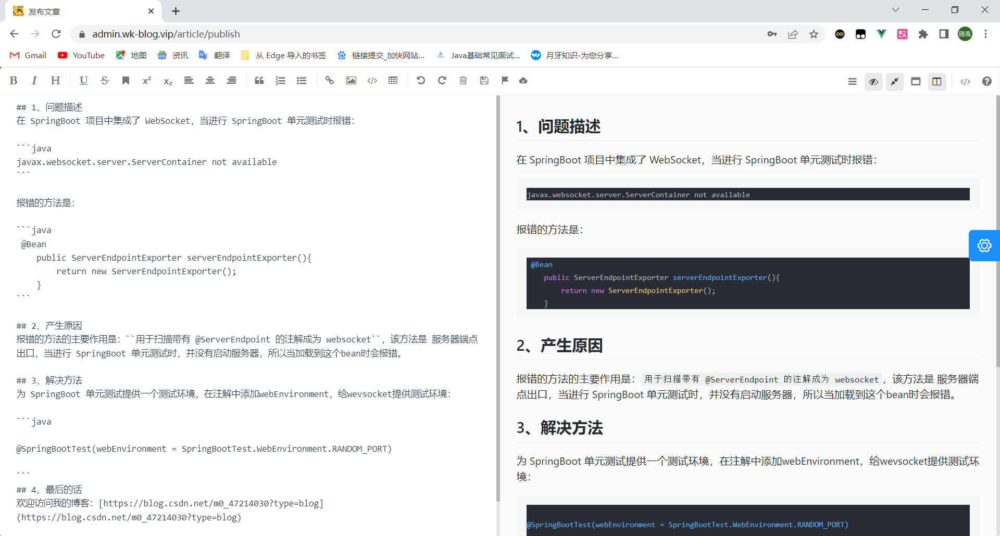 发布文章
admin.wk-blog.vip/article/publish
随風
Gmail
YouTube
地图
资讯
翻译
从 Edge 导入的书签
链接提交_加快网站...
Java基础常见面试...
月牙知识-为您分享...
## 1、问题描述
在 SpringBoot 项目中集成了 WebSocket，当进行 SpringBoot 单元测试时报错：
```java
javax.websocket.server.ServerContainer not available
```
报错的方法是：
```java
@Bean
public ServerEndpointExporter serverEndpointExporter(){
return new ServerEndpointExporter();
}
```
## 2、产生原因
报错的方法的主要作用是：``用于扫描带有 @ServerEndpoint 的注解成为 websocket``，该方法是 服务器端点
出口，当进行 SpringBoot 单元测试时，并没有启动服务器，所以当加载到这个bean时会报错。
## 3、解决方法
为 SpringBoot 单元测试提供一个测试环境，在注解中添加webEnvironment，给wevsocket提供测试环境：
```java
@SpringBootTest(webEnvironment = SpringBootTest.WebEnvironment.RANDOM_PORT)
```
## 4、最后的话
欢迎访问我的博客：[https://blog.csdn.net/m0_47214030?type=blog]
(https://blog.csdn.net/m0_47214030?type=blog)
1、问题描述
在 SpringBoot 项目中集成了 WebSocket，当进行 SpringBoot 单元测试时报错：
javax.websocket.server.ServerContainer not available
报错的方法是：
@Bean
public ServerEndpointExporter serverEndpointExporter(){
return new ServerEndpointExporter();
}
2、产生原因
报错的方法的主要作用是：用于扫描带有 @ServerEndpoint 的注解成为 websocket，该方法是 服务器端
点出口，当进行 SpringBoot 单元测试时，并没有启动服务器，所以当加载到这个bean时会报错。
3、解决方法
为 SpringBoot 单元测试提供一个测试环境，在注解中添加webEnvironment，给wevsocket提供测试环
境：
@SpringBootTest(webEnvironment = SpringBootTest.WebEnvironment.RANDOM_PORT)